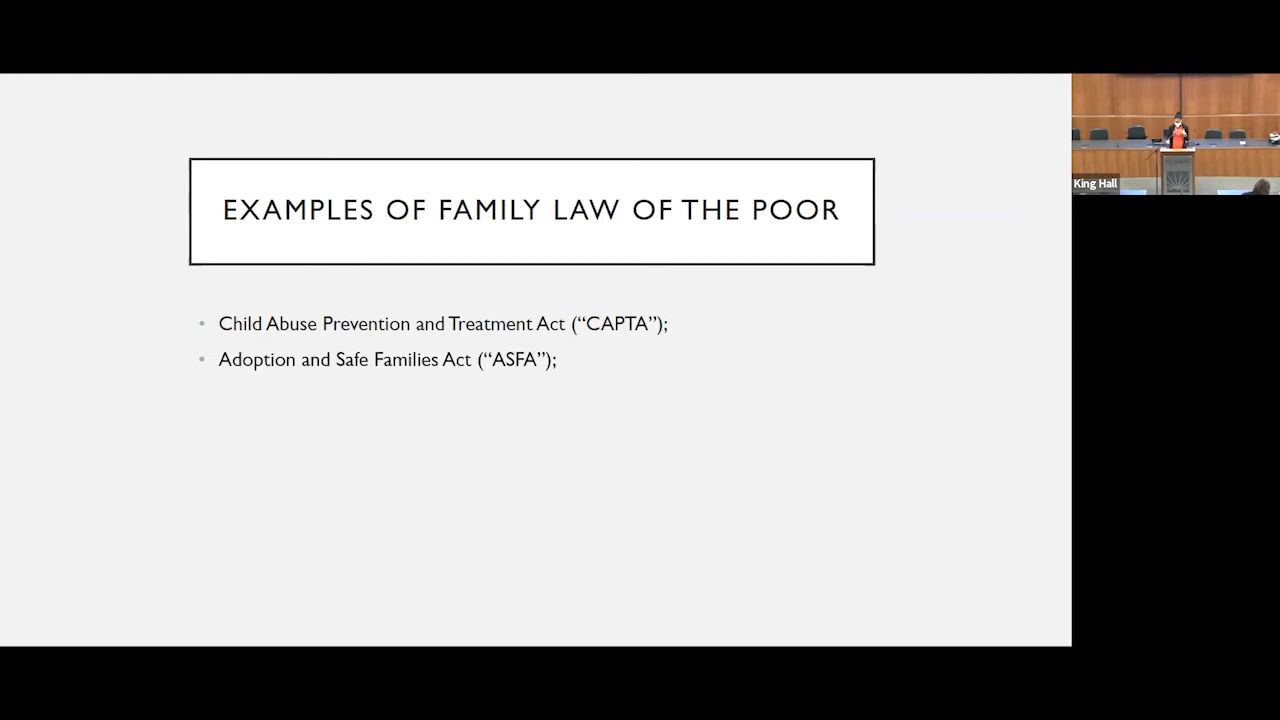 EXAMPLES OF FAMILY LAW OF THE POOR
• Child Abuse Prevention and Treatment Act (“CAPTA”);
• Adoption and Safe Families Act (“ASFA”);
King Hall